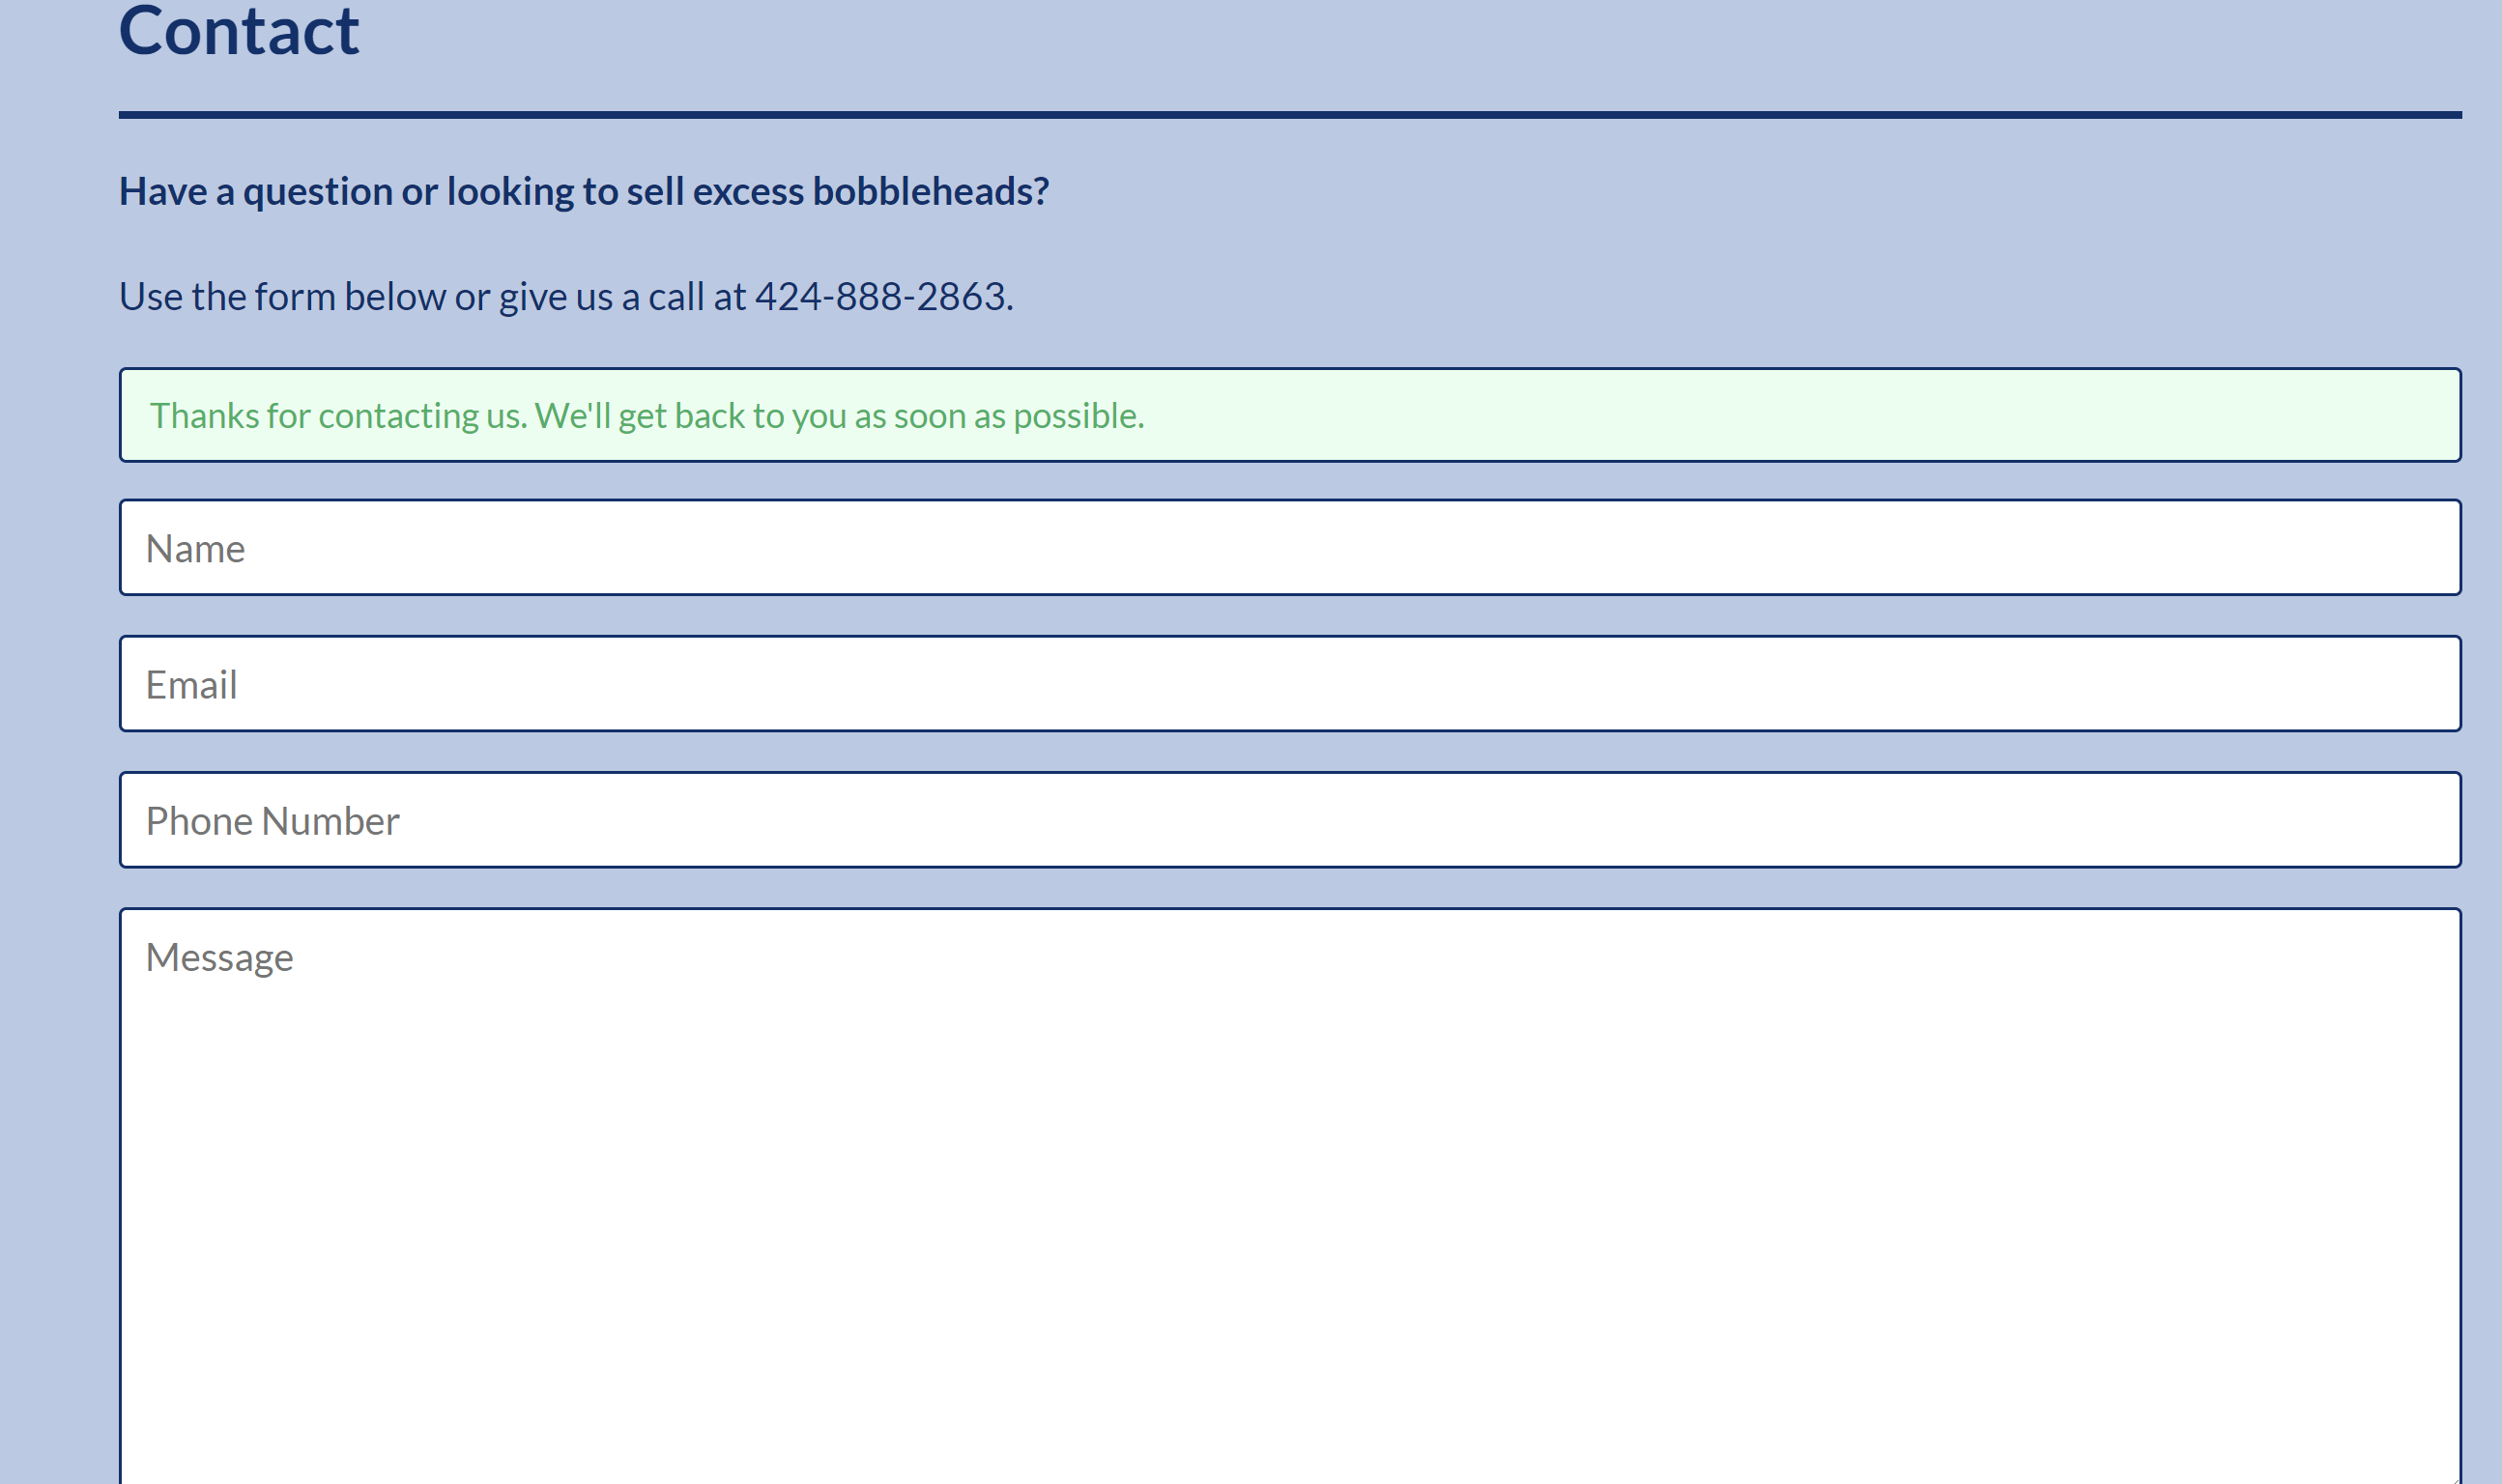 Contact
Have a question or looking to sell excess bobbleheads?
Use the form below or give us a call at 424-888-2863.
Thanks for contacting us. We'll get back to you as soon as possible.
Name
Email
Phone Number
Message